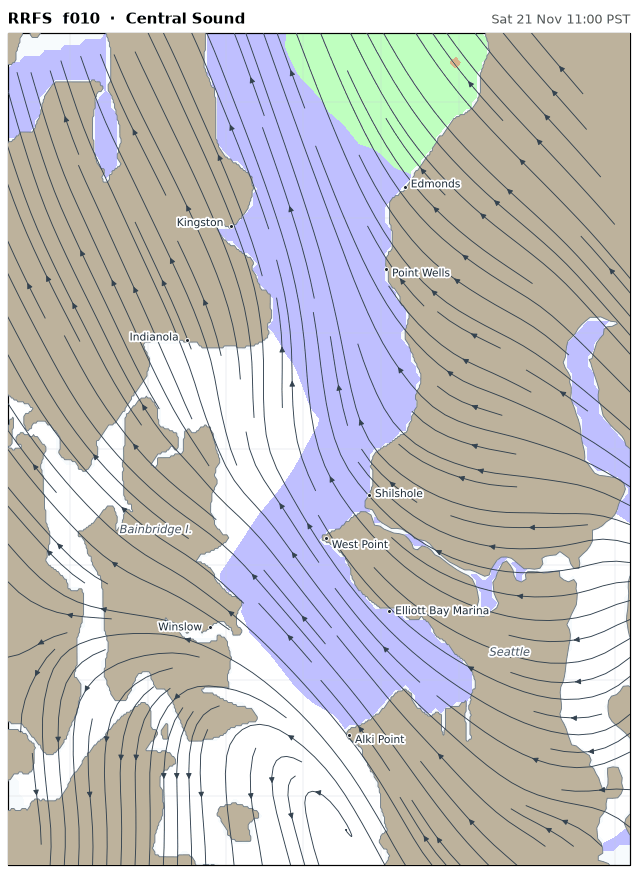 RRFS f010 · Central Sound
Sat 21 Nov 11:00 PST
Edmonds
Kingston
Point Wells
Indianola
Shilshole
Bainbridge I.
West Point
Elliott Bay Marina
Winslow
Seattle
Alki Point